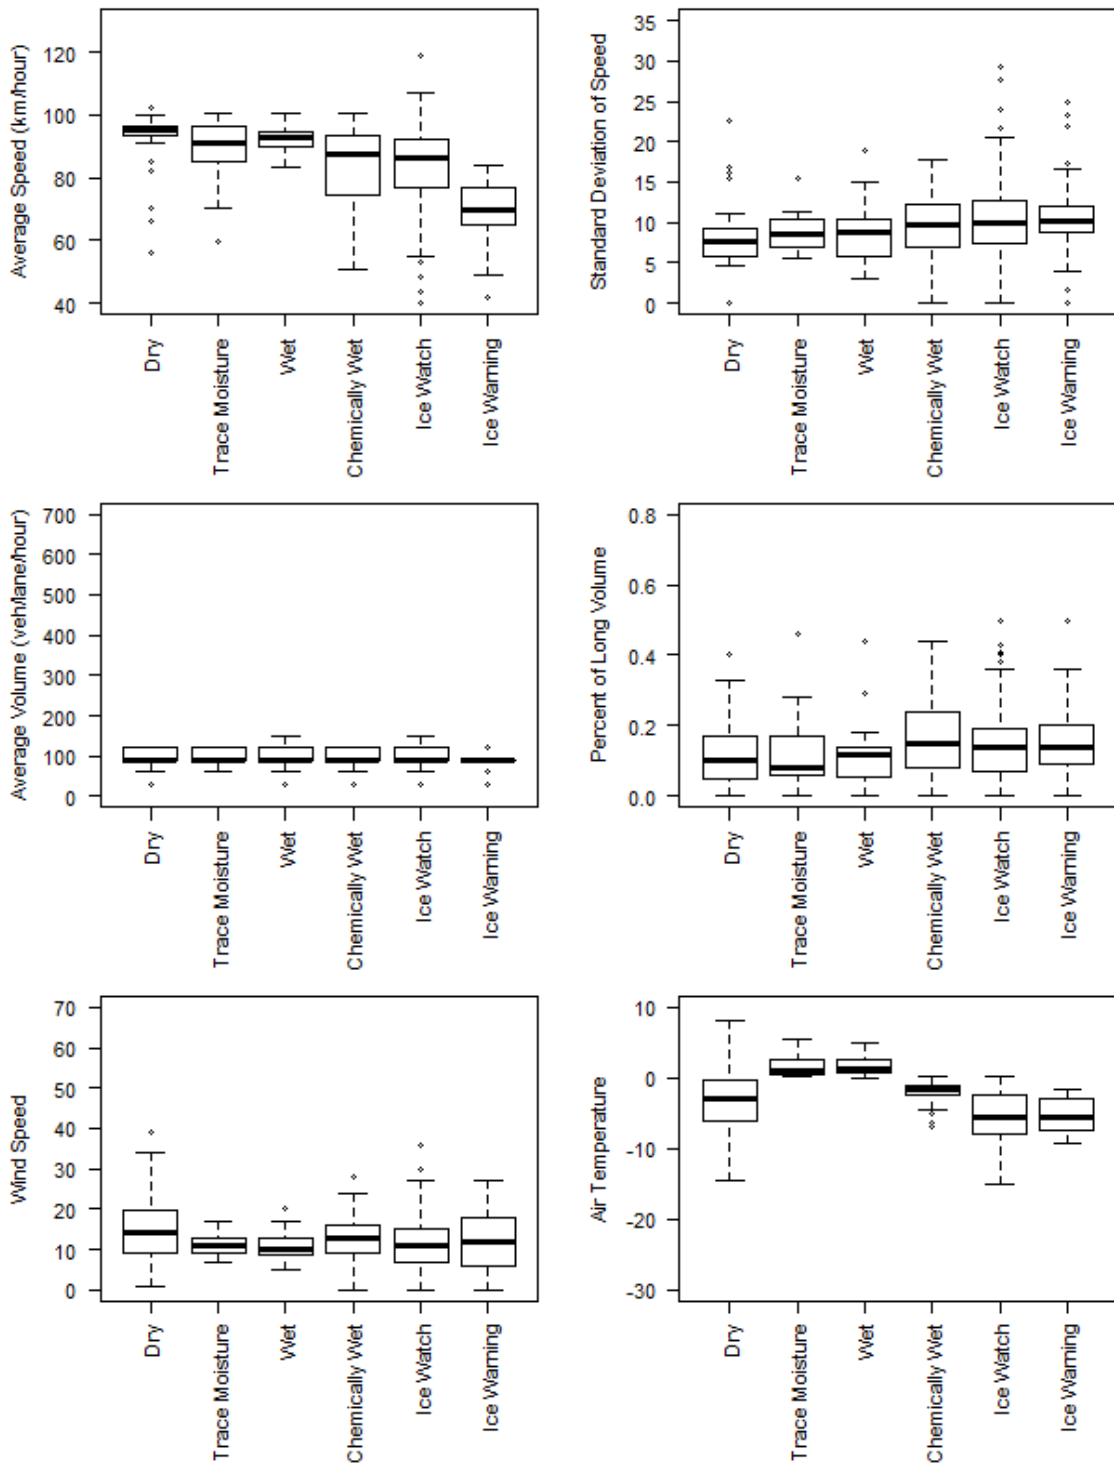 Average Speed (km/hour)
120
100
80
60
40
Dry
Trace Moisture
Wet
Chemically Wet
Ice Watch
Ice Warning
Standard Deviation of Speed
35
30
25
20
15
10
5
0
Dry
Trace Moisture
Wet
Chemically Wet
Ice Watch
Ice Warning
Average Volume (veh/lane/hour)
700
600
500
400
300
200
100
0
Dry
Trace Moisture
Wet
Chemically Wet
Ice Watch
Ice Warning
Percent of Long Volume
0.8
0.6
0.4
0.2
0.0
Dry
Trace Moisture
Wet
Chemically Wet
Ice Watch
Ice Warning
Wind Speed
70
60
50
40
30
20
10
0
Dry
Trace Moisture
Wet
Chemically Wet
Ice Watch
Ice Warning
Air Temperature
10
0
-10
-20
-30
Dry
Trace Moisture
Wet
Chemically Wet
Ice Watch
Ice Warning